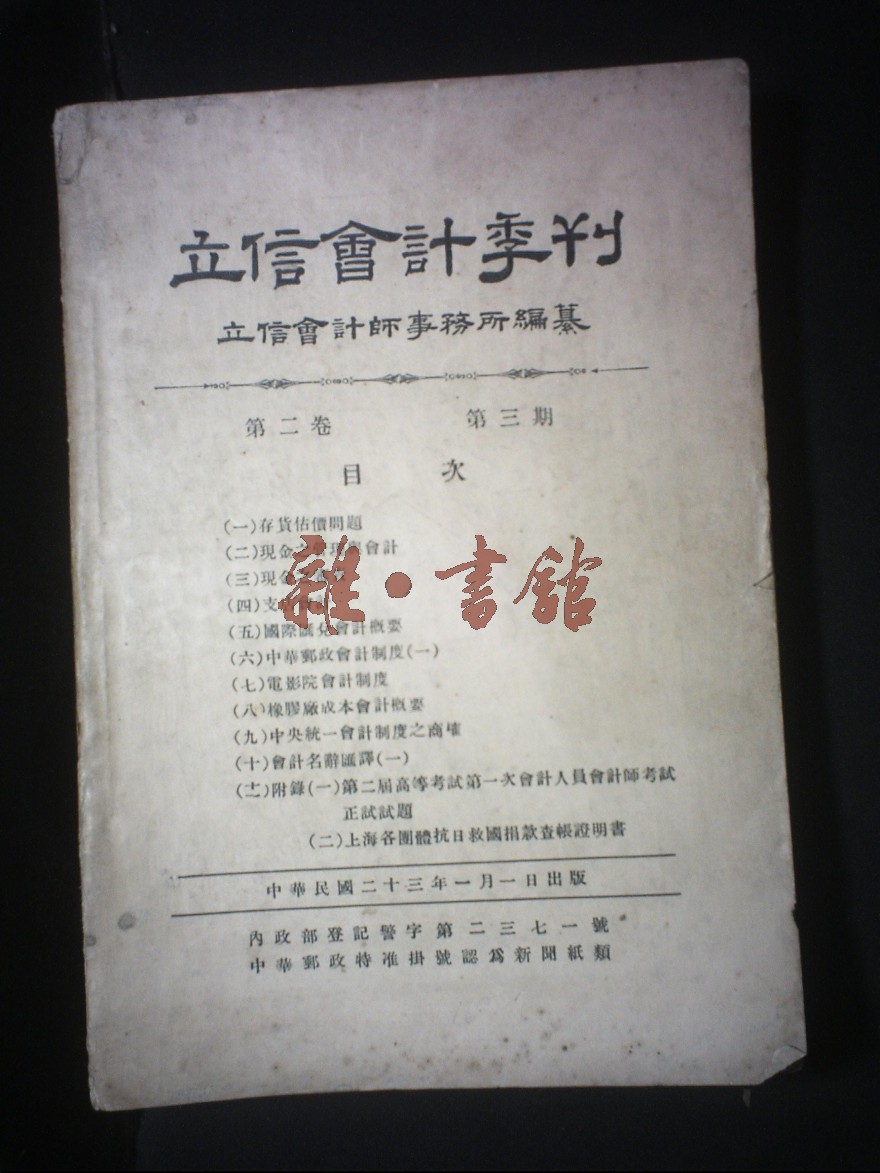 立信會計季刊
立信會計師事務所編纂
第二卷 第三期
目次
(一)存貨估價問題
(二)現金之管理與會計
(三)現金
(四)支
(五)國際匯兌會計概要
(六)中華郵政會計制度(一)
(七)電影院會計制度
(八)橡膠廠成本會計概要
(九)中央統一會計制度之商榷
(十)會計名辭匯譯(一)
(十一)附錄(一)第二屆高等考試第一次會計人員會計師考試
正試試題
(二)上海各團體抗日救國捐款查帳證明書
中華民國二十三年一月一日出版
內政部登記警字第二三七一號
中華郵政特准掛號認爲新聞紙類
雜·書館